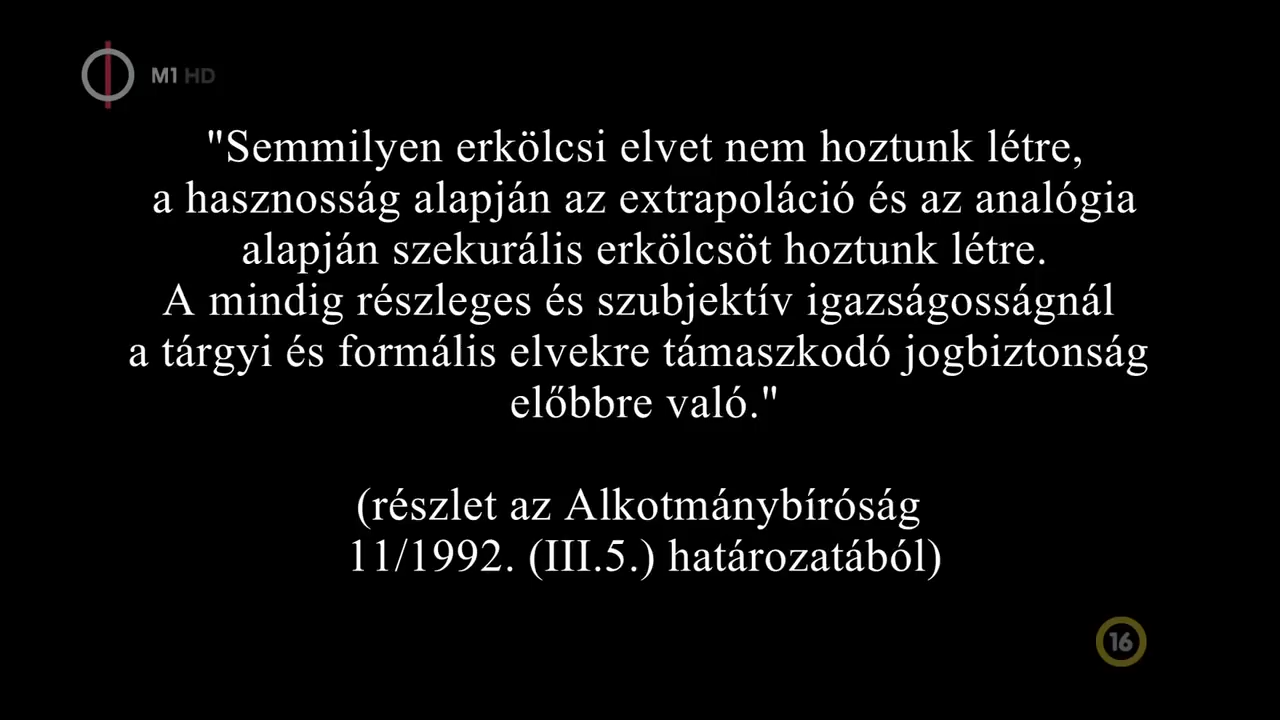 M1 HD
"Semmilyen erkölcsi elvet nem hoztunk létre,
a hasznosság alapján az extrapoláció és az analógia
alapján szekurális erkölcsöt hoztunk létre.
A mindig részleges és szubjektív igazságosságnál
a tárgyi és formális elvekre támaszkodó jogbiztonság
előbbre való."
(részlet az Alkotmánybíróság
11/1992. (III.5.) határozatából)
16